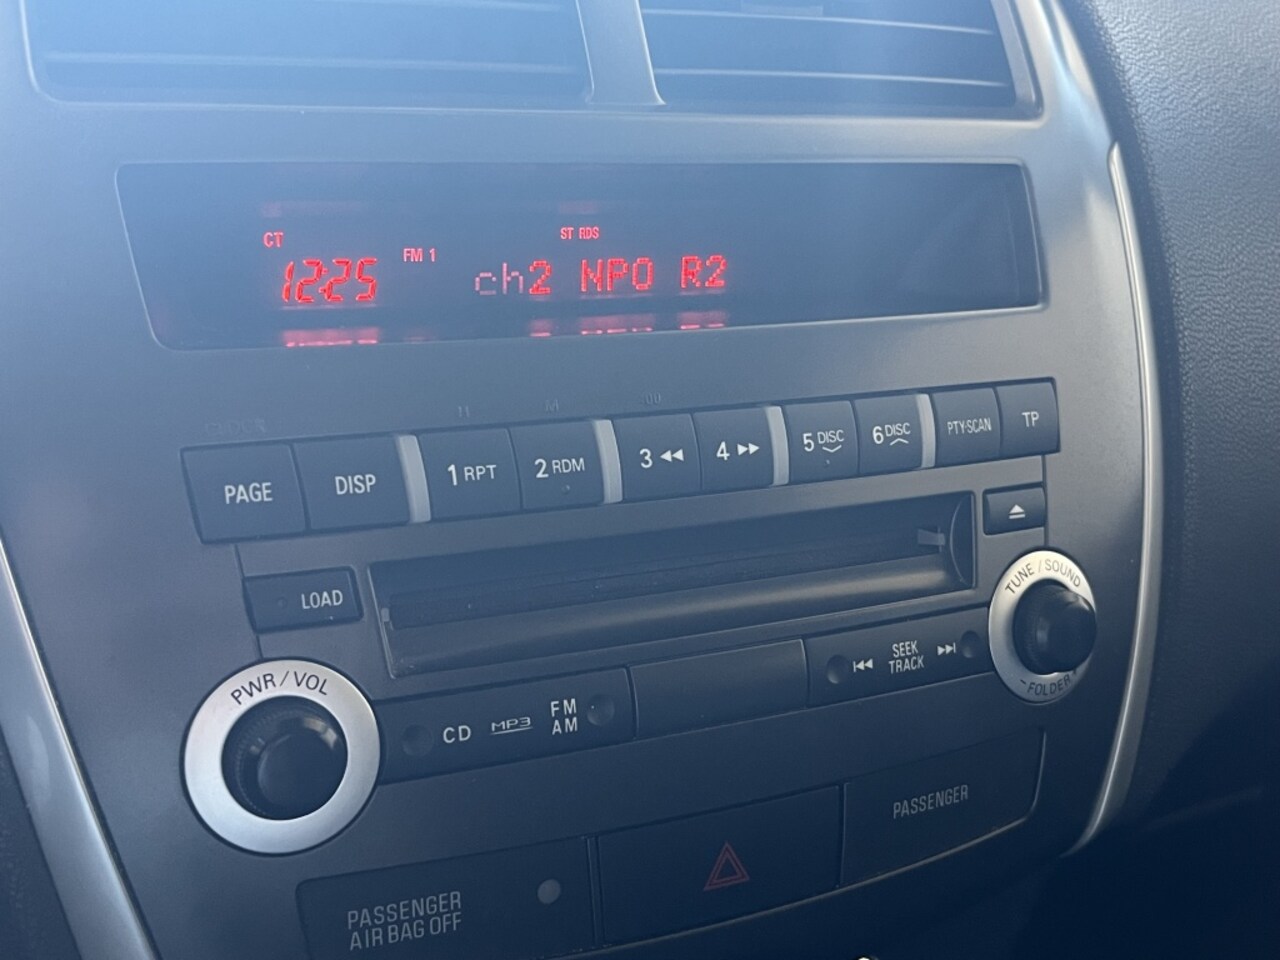 CT
ST RDS
12:25
FM 1
ch2 NPO R2
PAGE
DISP
1 RPT
2 RDM
3
4
5 DISC
6 DISC
PTY·SCAN
TP
LOAD
TUNE / SOUND
FOLDER
PWR / VOL
CD
MP3
FM
AM
SEEK
TRACK
PASSENGER
AIR BAG OFF
PASSENGER